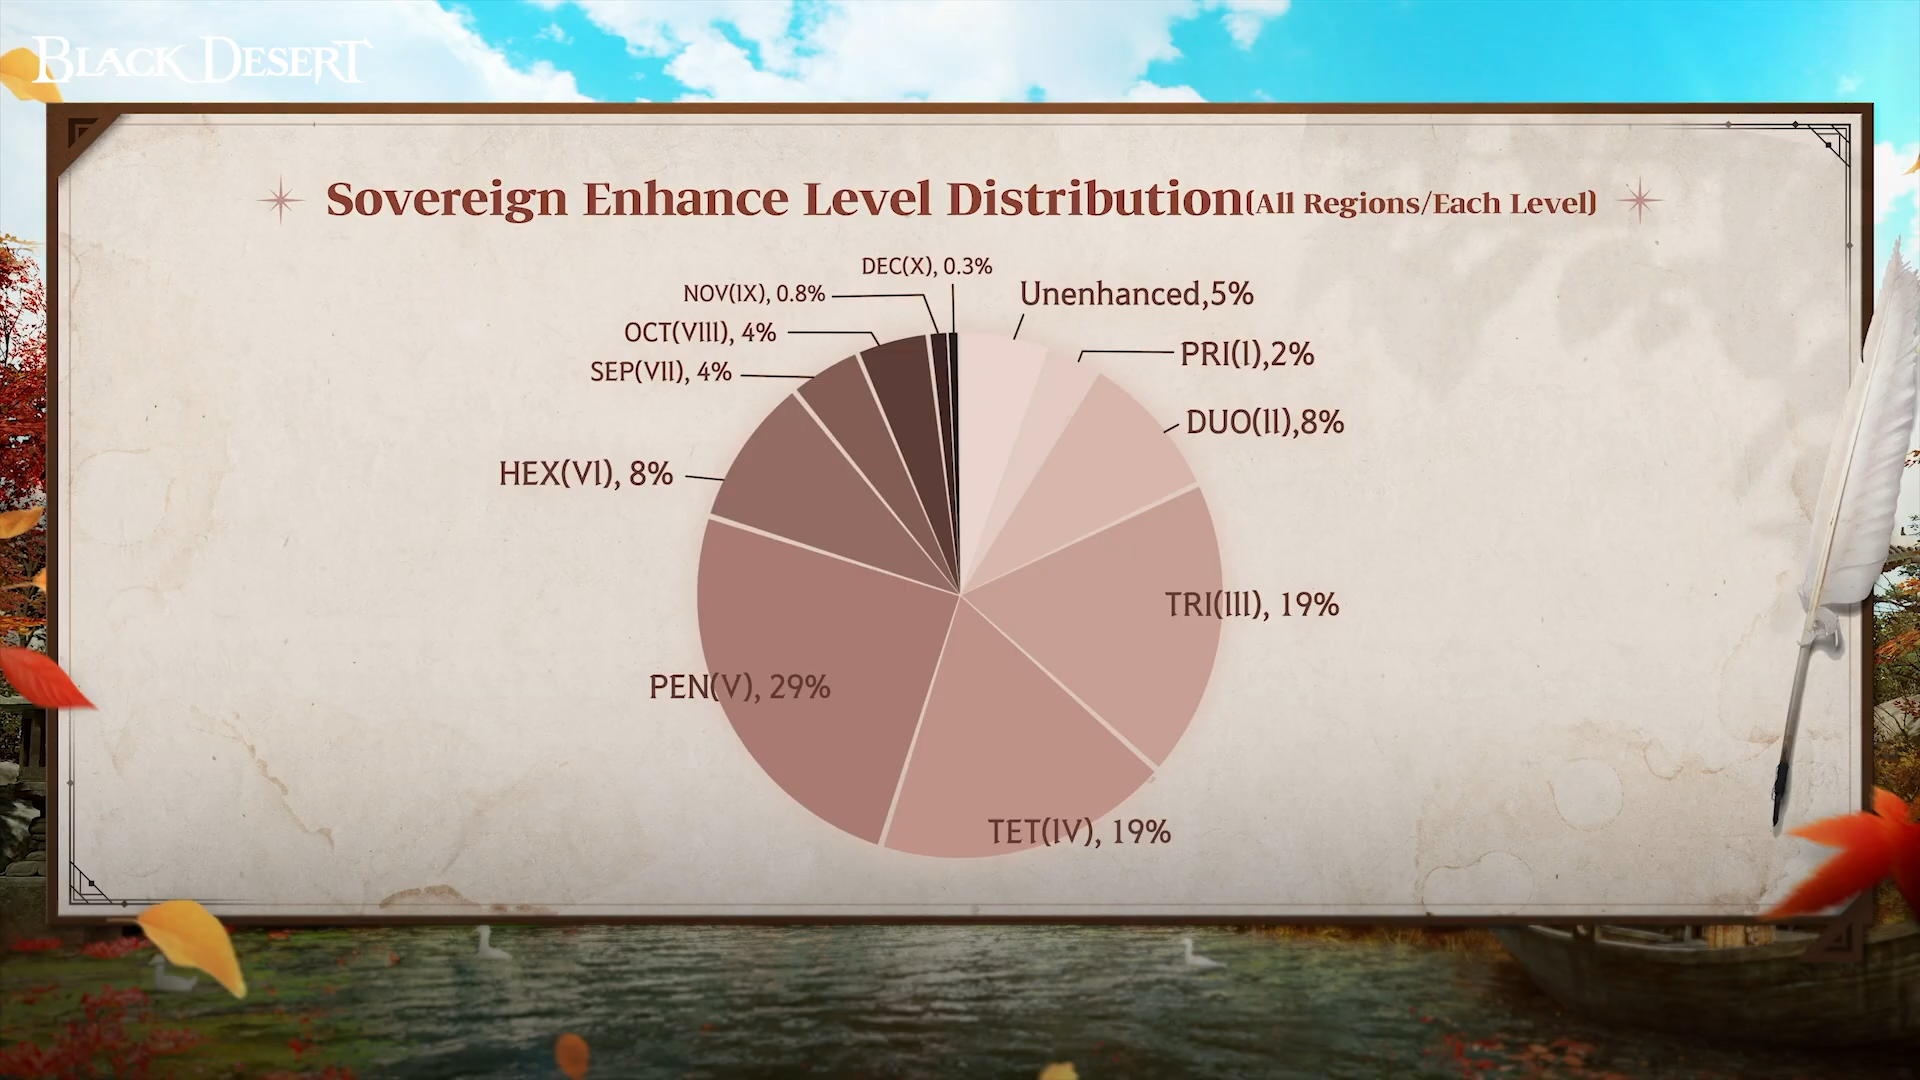 BLACK DESERT
Sovereign Enhance Level Distribution(All Regions/Each Level)
DEC(X), 0.3%
NOV(IX), 0.8%
Unenhanced,5%
OCT(VIII), 4%
PRI(I),2%
SEP(VII), 4%
DUO(II),8%
HEX(VI), 8%
TRI(III), 19%
PEN(V), 29%
TET(IV), 19%